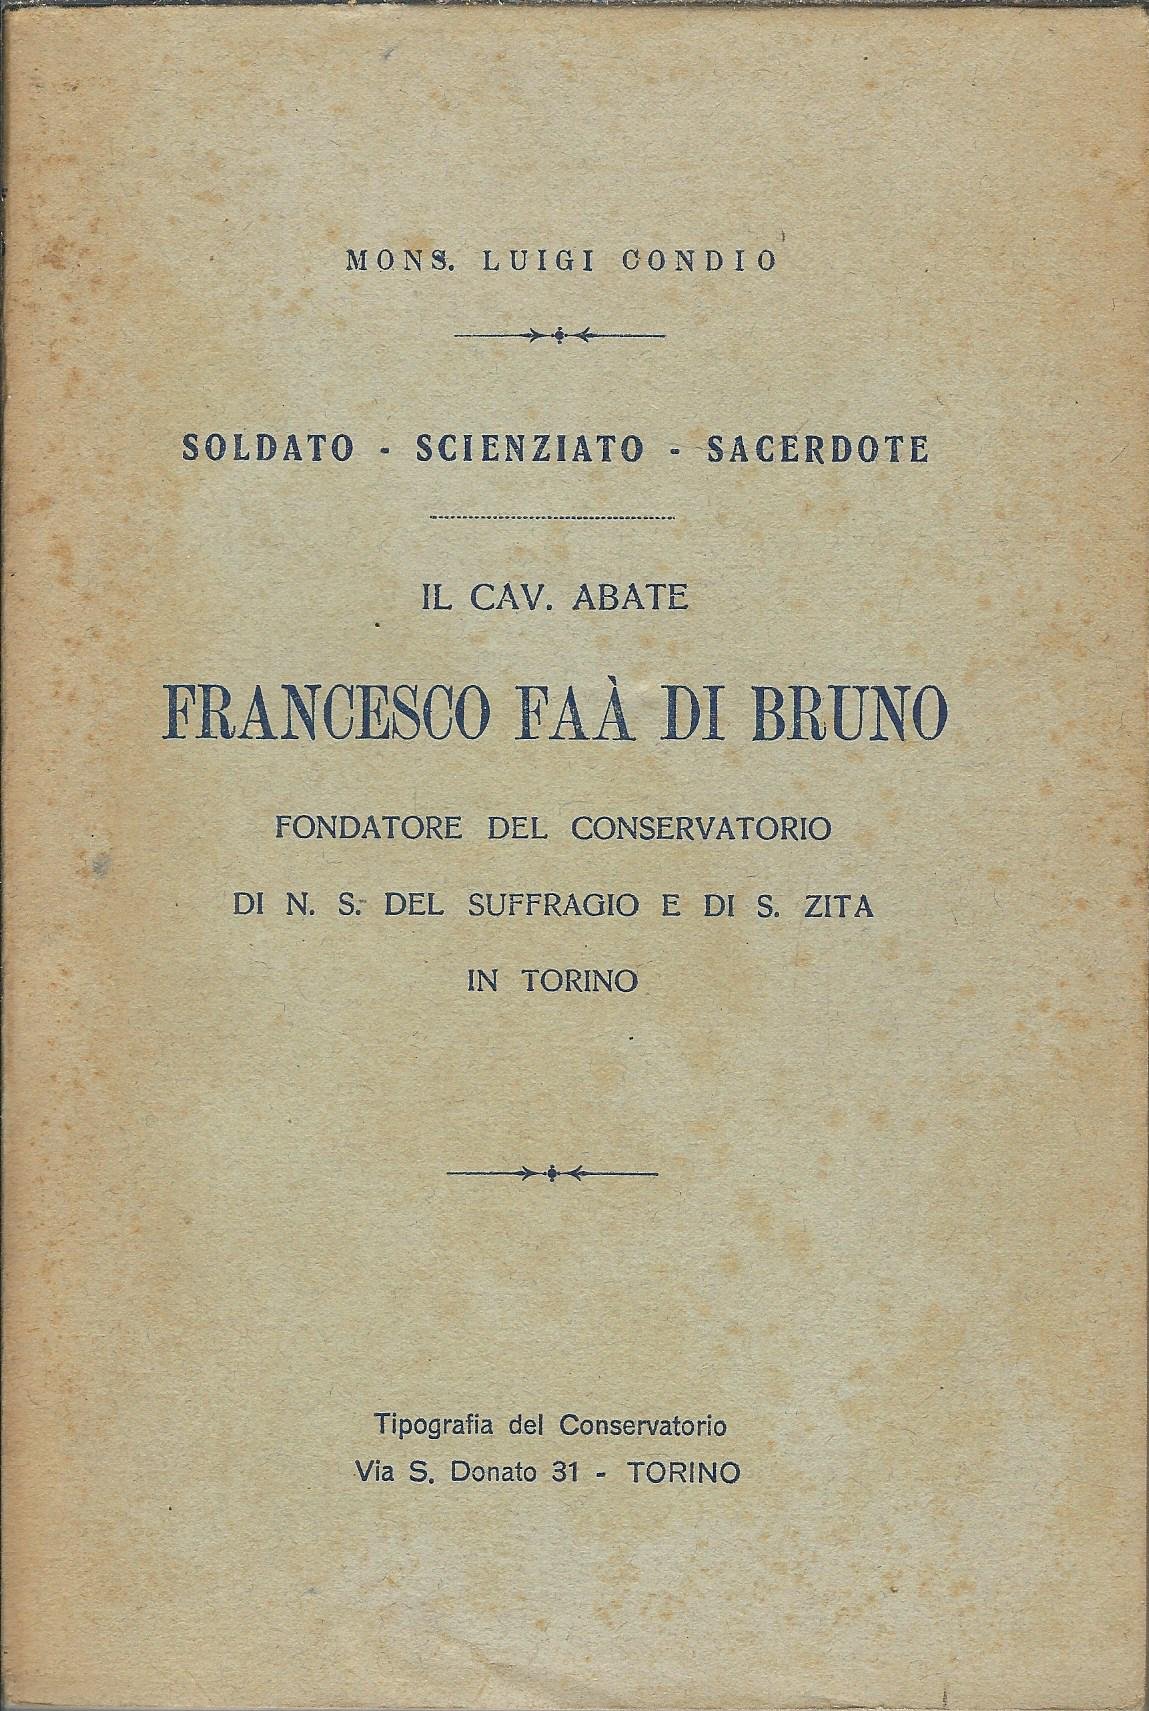 MONS. LUIGI CONDIO
SOLDATO - SCIENZIATO - SACERDOTE
IL CAV. ABATE
FRANCESCO FAÀ DI BRUNO
FONDATORE DEL CONSERVATORIO
DI N. S. DEL SUFFRAGIO E DI S. ZITA
IN TORINO
Tipografia del Conservatorio
Via S. Donato 31 - TORINO